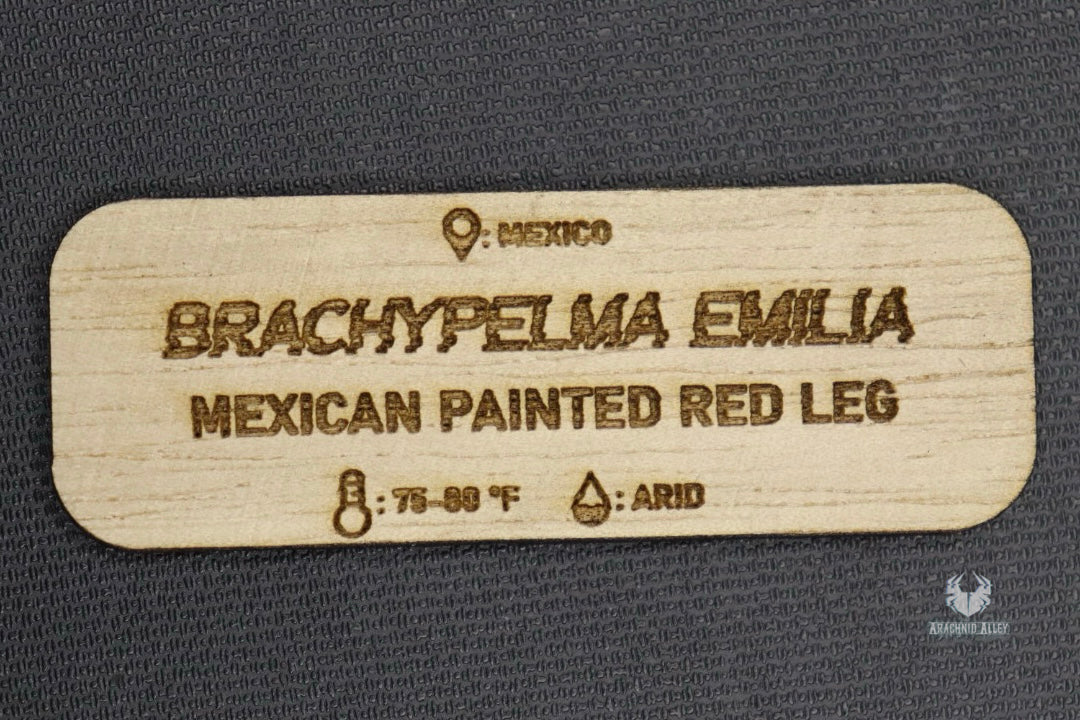 : MEXICO
BRACHYPELMA EMILIA
MEXICAN PAINTED RED LEG
: 75-80 °F : ARID
ARACHNID ALLEY